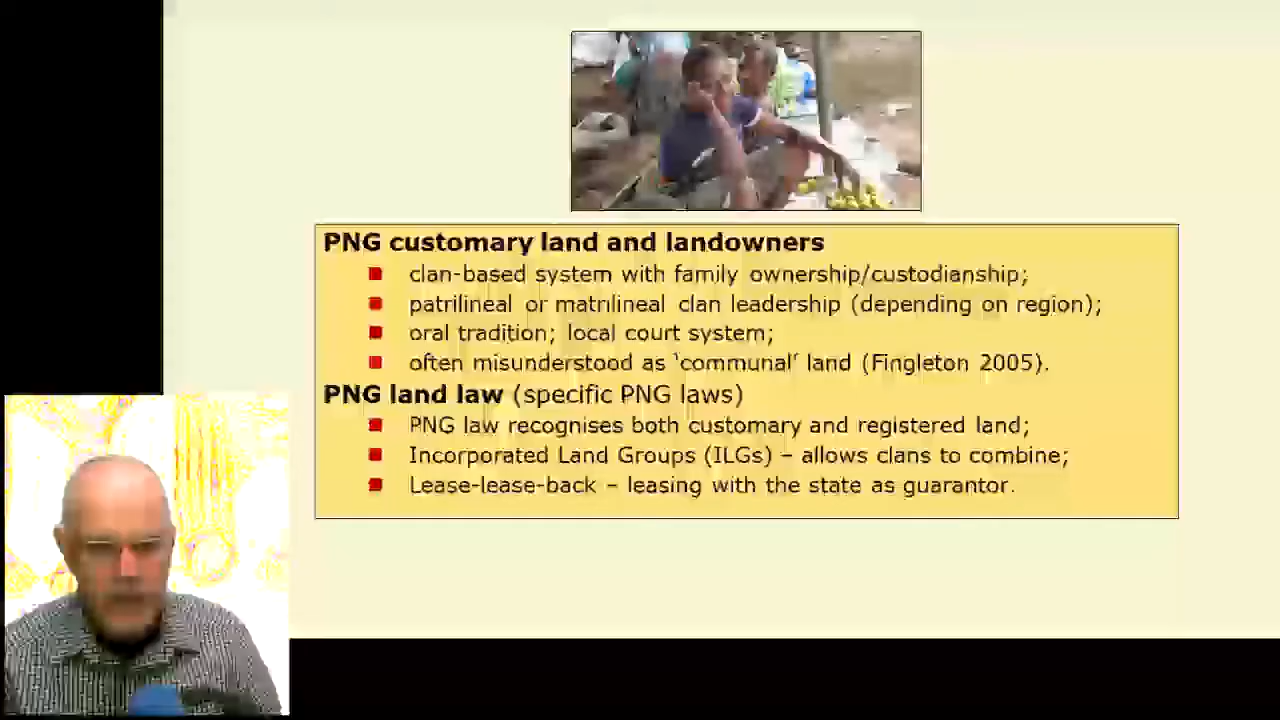 PNG customary land and landowners
clan-based system with family ownership/custodianship;
patrilineal or matrilineal clan leadership (depending on region);
oral tradition; local court system;
often misunderstood as 'communal' land (Fingleton 2005).
PNG land law (specific PNG laws)
PNG law recognises both customary and registered land;
Incorporated Land Groups (ILGs) – allows clans to combine;
Lease-lease-back – leasing with the state as guarantor.